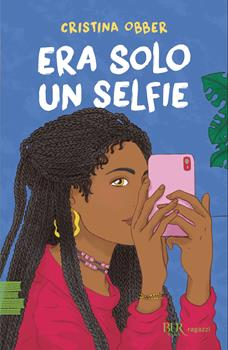 CRISTINA OBBER
ERA SOLO
UN SELFIE
BUR ragazzi